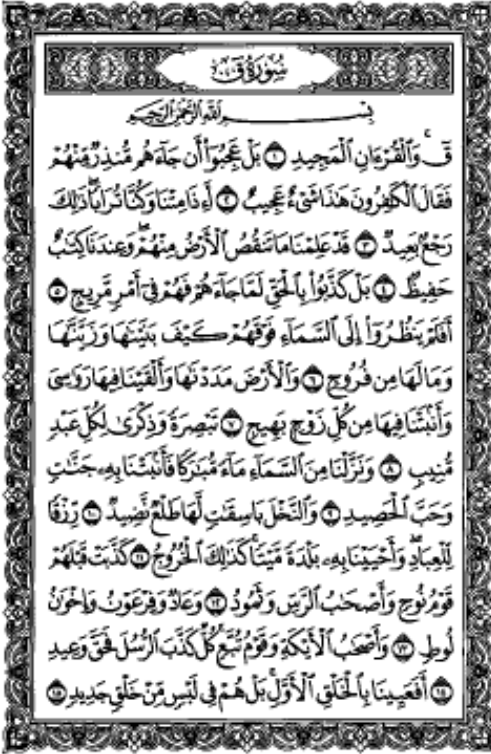 سُورَةُ قٓ
بِسْمِ ٱللَّهِ ٱلرَّحْمَٰنِ ٱلرَّحِيمِ
قٓۚ وَٱلْقُرْءَانِ ٱلْمَجِيدِ ١ بَلْ عَجِبُوٓا۟ أَن جَآءَهُم مُّنذِرٌ مِّنْهُمْ
فَقَالَ ٱلْكَٰفِرُونَ هَٰذَا شَىْءٌ عَجِيبٌ ٢ أَءِذَا مِتْنَا وَكُنَّا تُرَابًاۖ ذَٰلِكَ
رَجْعٌۢ بَعِيدٌ ٣ قَدْ عَلِمْنَا مَا تَنقُصُ ٱلْأَرْضُ مِنْهُمْۖ وَعِندَنَا كِتَٰبٌ
حَفِيظٌۢ ٤ بَلْ كَذَّبُوا۟ بِٱلْحَقِّ لَمَّا جَآءَهُمْ فَهُمْ فِىٓ أَمْرٍ مَّرِيجٍ ٥
أَفَلَمْ يَنظُرُوٓا۟ إِلَى ٱلسَّمَآءِ فَوْقَهُمْ كَيْفَ بَنَيْنَٰهَا وَزَيَّنَّٰهَا
وَمَا لَهَا مِن فُرُوجٍ ٦ وَٱلْأَرْضَ مَدَدْنَٰهَا وَأَلْقَيْنَا فِيهَا رَوَٰسِىَ
وَأَنۢبَتْنَا فِيهَا مِن كُلِّ زَوْجٍۭ بَهِيجٍ ٧ تَبْصِرَةً وَذِكْرَىٰ لِكُلِّ عَبْدٍ
مُّنِيبٍ ٨ وَنَزَّلْنَا مِنَ ٱلسَّمَآءِ مَآءً مُّبَٰرَكًا فَأَنۢبَتْنَا بِهِۦ جَنَّٰتٍ
وَحَبَّ ٱلْحَصِيدِ ٩ وَٱلنَّخْلَ بَاسِقَٰتٍ لَّهَا طَلْعٌ نَّضِيدٌ ١٠ رِّزْقًا
لِّلْعِبَادِۖ وَأَحْيَيْنَا بِهِۦ بَلْدَةً مَّيْتًاۚ كَذَٰلِكَ ٱلْخُرُوجُ ١١ كَذَّبَتْ قَبْلَهُمْ
قَوْمُ نُوحٍ وَأَصْحَٰبُ ٱلرَّسِّ وَثَمُودُ ١٢ وَعَادٌ وَفِرْعَوْنُ وَإِخْوَٰنُ
لُوطٍ ١٣ وَأَصْحَٰبُ ٱلْأَيْكَةِ وَقَوْمُ تُبَّعٍۚ كُلٌّ كَذَّبَ ٱلرُّسُلَ فَحَقَّ وَعِيدِ
١٤ أَفَعَيِينَا بِٱلْخَلْقِ ٱلْأَوَّلِۚ بَلْ هُمْ فِى لَبْسٍ مِّنْ خَلْقٍ جَدِيدٍ ١٥